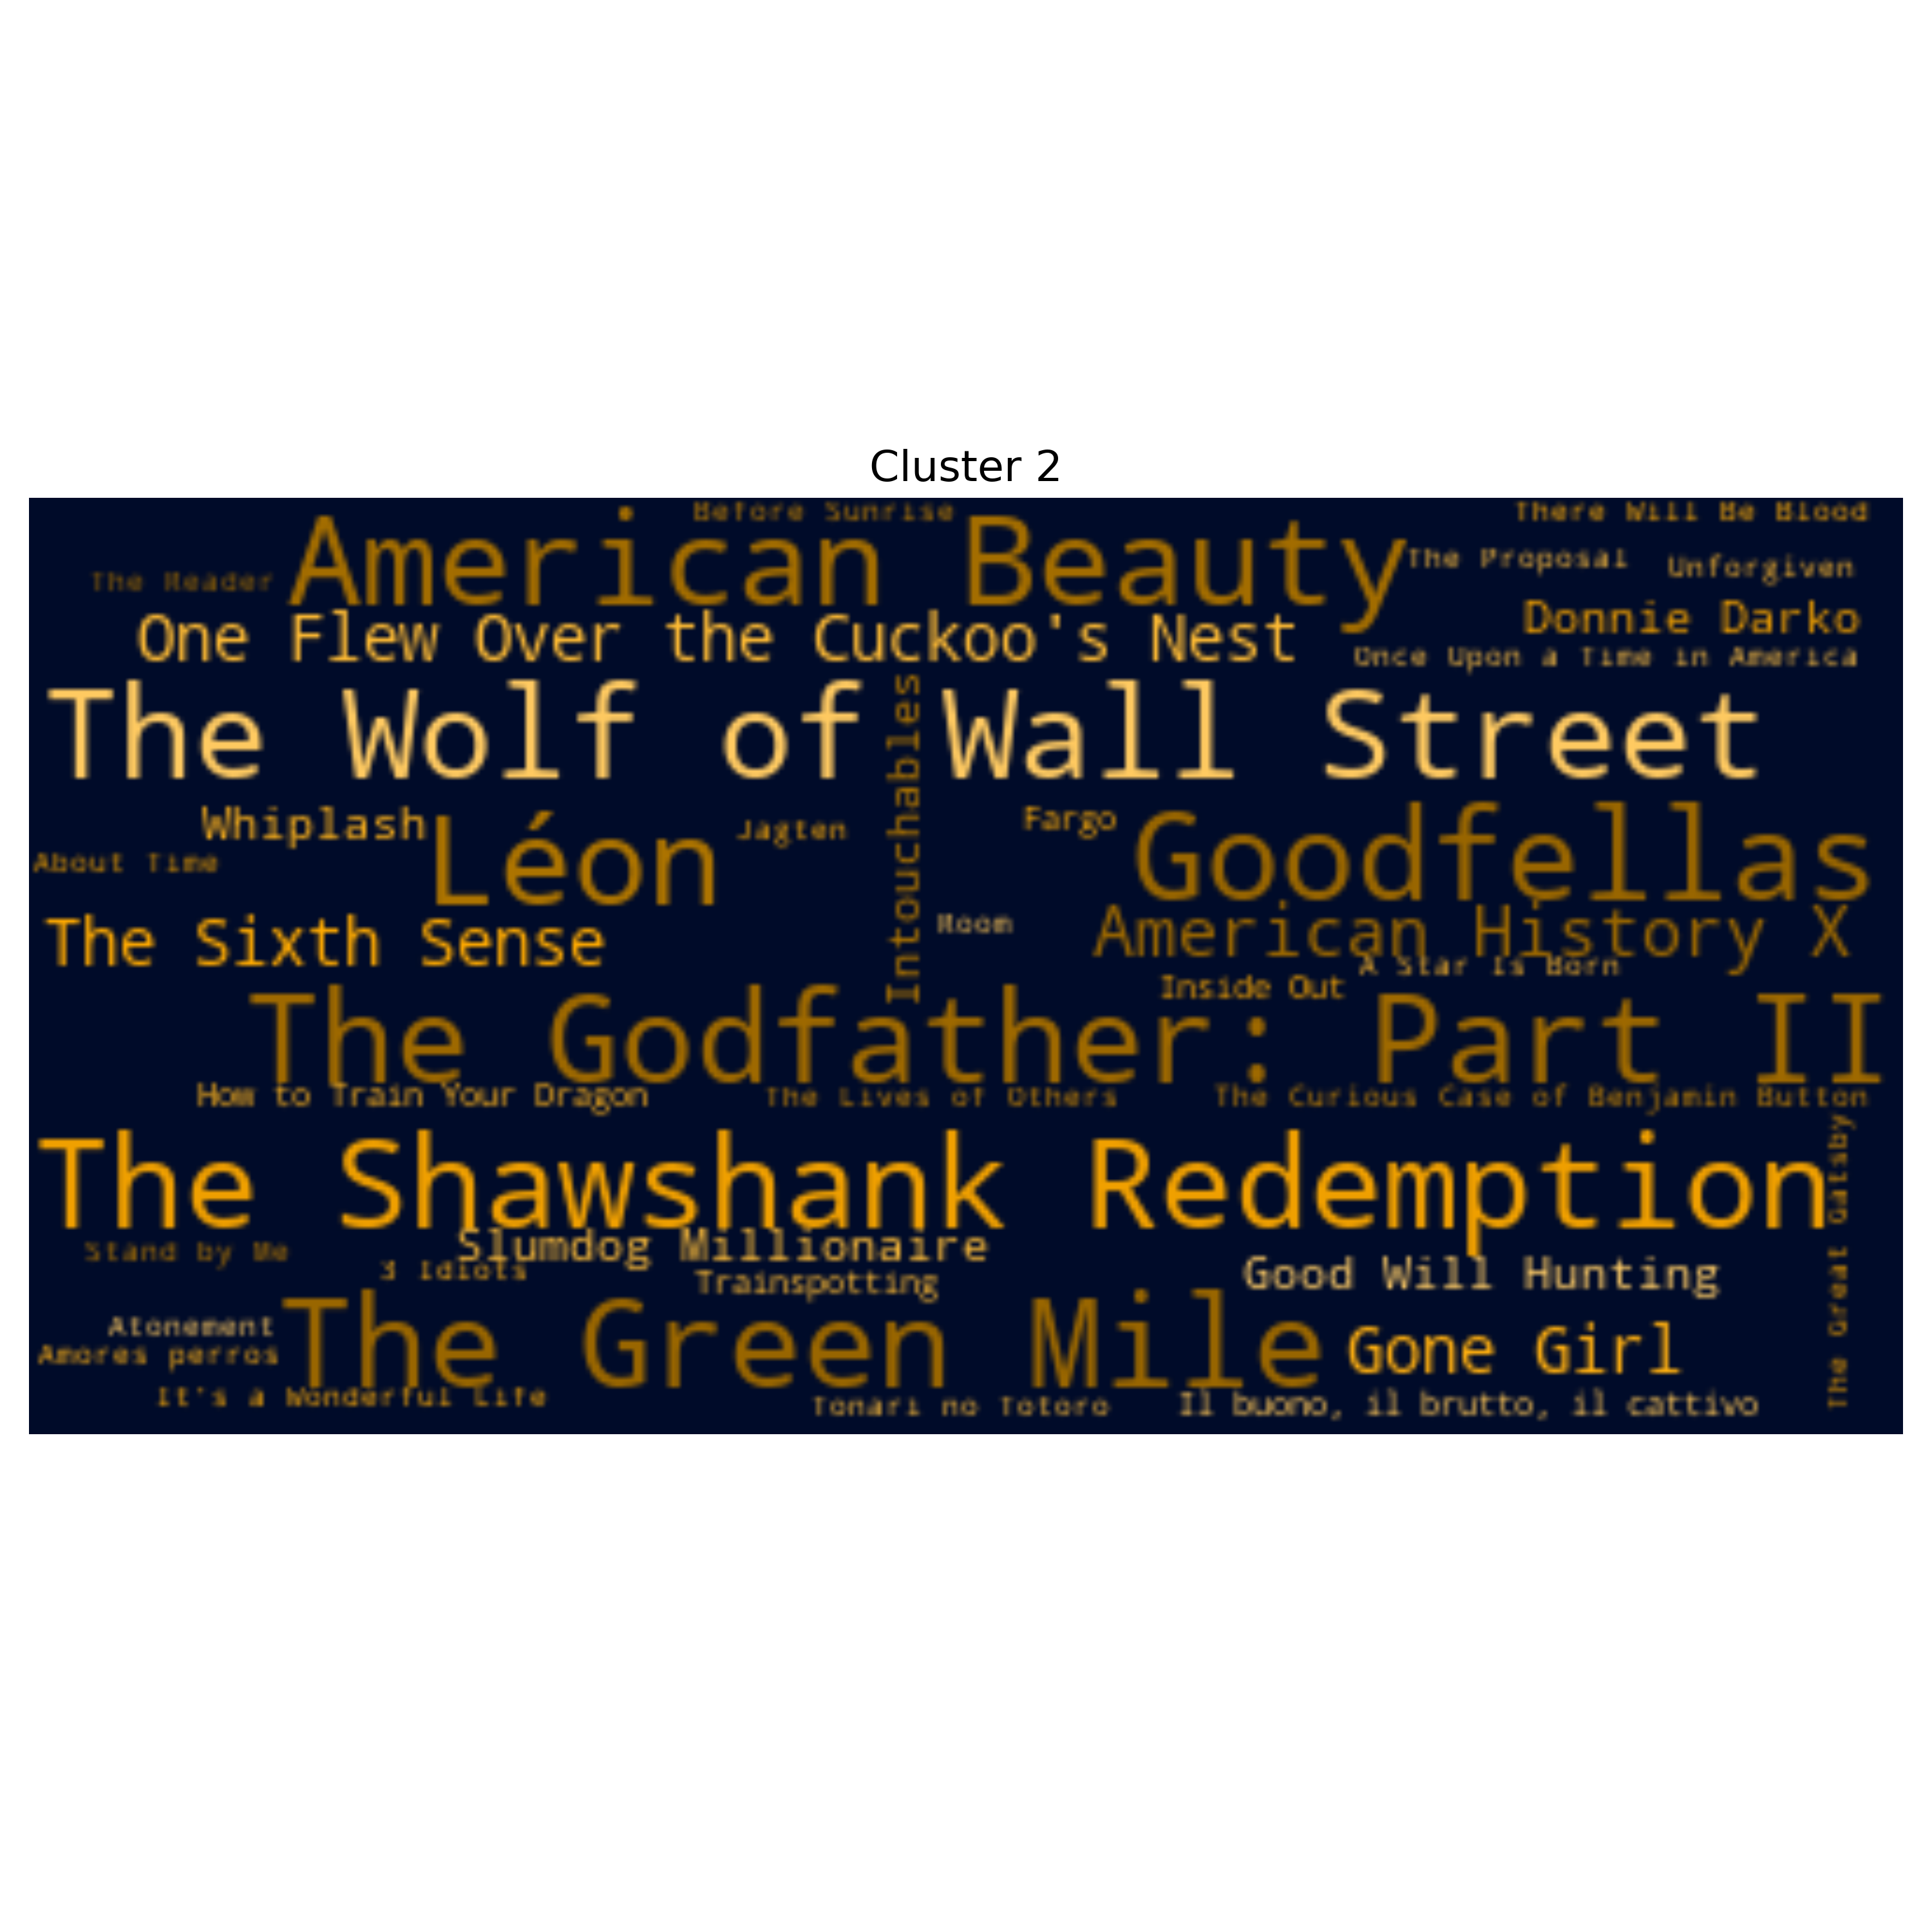 Cluster 2
Before Sunrise
There Will Be Blood
American Beauty
The Proposal
Unforgiven
The Reader
Donnie Darko
One Flew Over the Cuckoo's Nest
Once Upon a Time in America
The Wolf of Wall Street
Intouchables
Whiplash
Léon
Jagten
Fargo
Goodfellas
About Time
The Sixth Sense
Room
American History X
A Star Is Born
Inside Out
The Godfather: Part II
How to Train Your Dragon
The Lives of Others
The Curious Case of Benjamin Button
The Great Gatsby
The Shawshank Redemption
Stand by Me
Slumdog Millionaire
3 Idiots
Trainspotting
Good Will Hunting
Atonement
The Green Mile
Gone Girl
Amores perros
It's a Wonderful Life
Tonari no Totoro
Il buono, il brutto, il cattivo